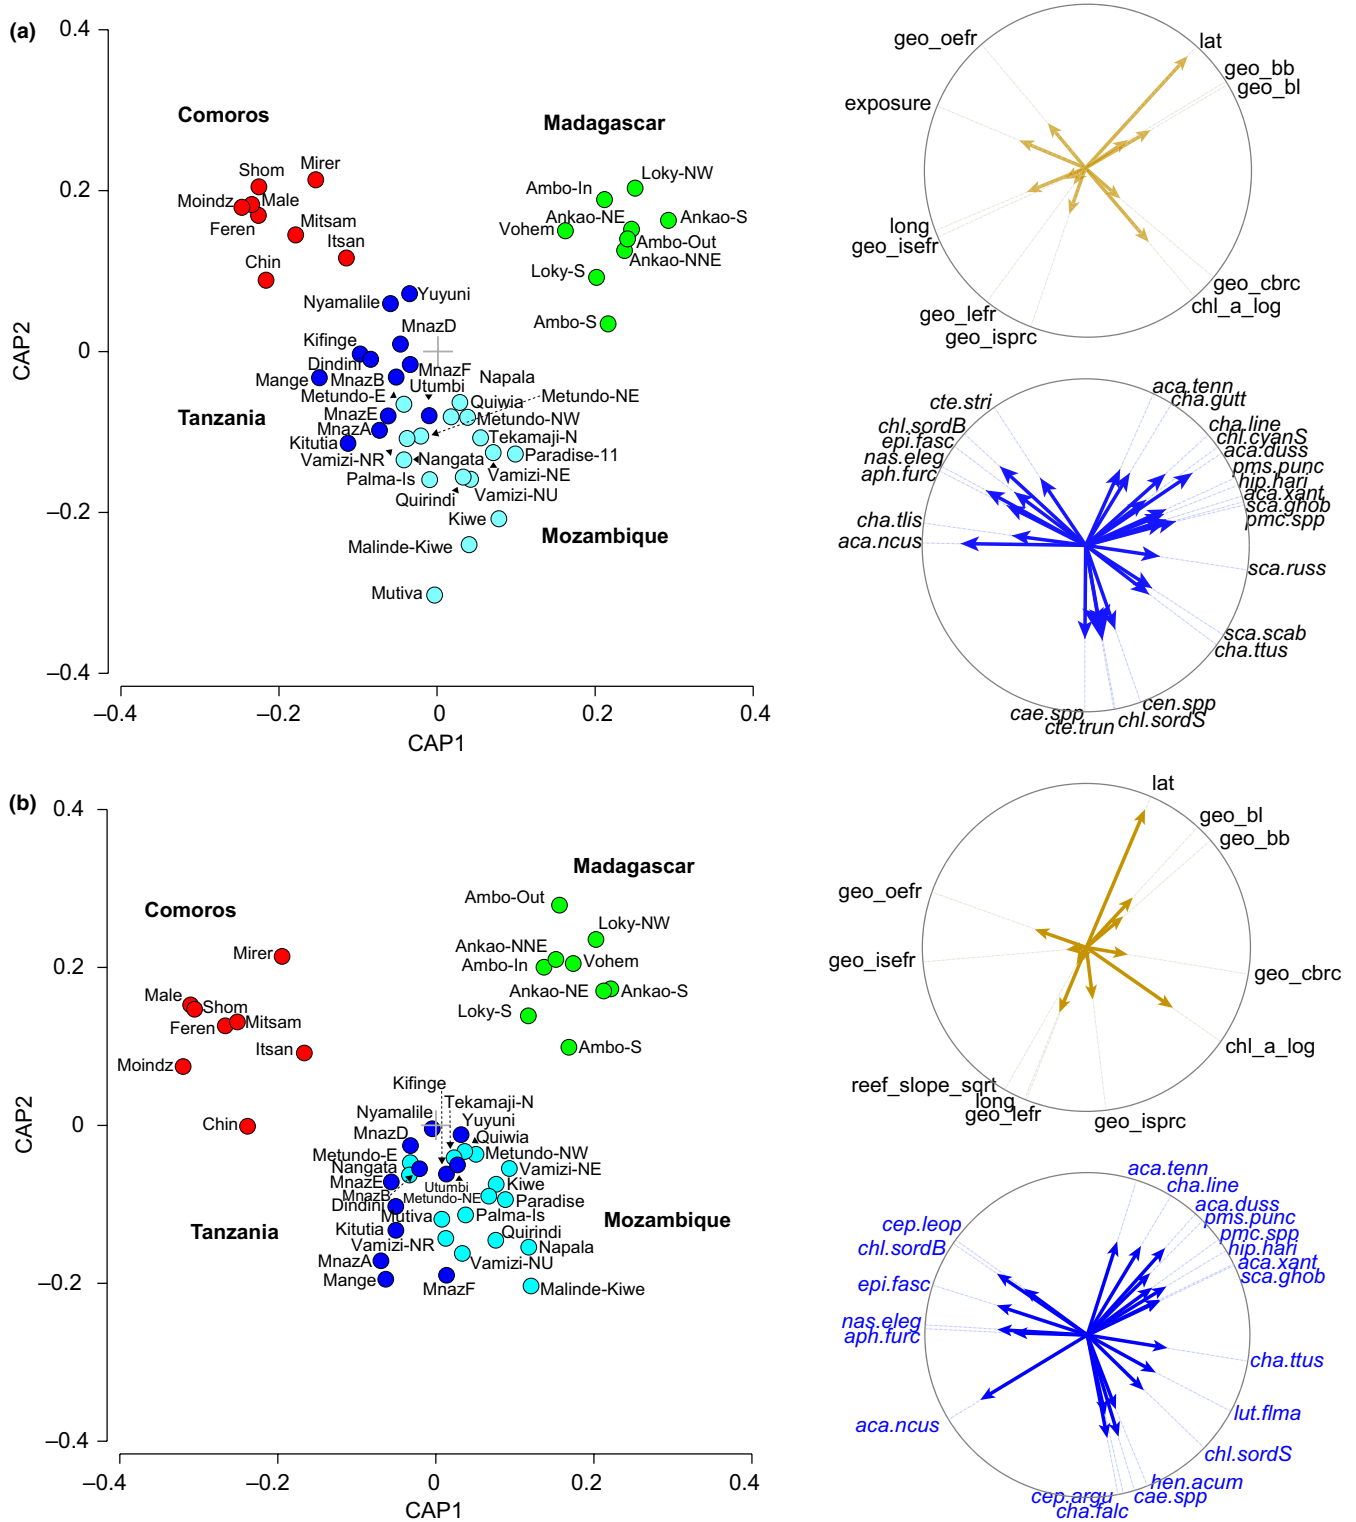 (a)
0.4
0.2
0
–0.2
–0.4
CAP2
–0.4
–0.2
0
0.2
0.4
CAP1
Comoros
Madagascar
Tanzania
Mozambique
Shom
Mirer
Moindz
Male
Feren
Mitsam
Itsan
Chin
Ambo-In
Loky-NW
Ankao-NE
Ankao-S
Vohem
Ambo-Out
Ankao-NNE
Loky-S
Ambo-S
Nyamalile
Yuyuni
MnazD
Kifinge
Dindini
MnazF
Mange
MnazB
Utumbi
Napala
Metundo-E
Quiwia
Metundo-NE
MnazE
Metundo-NW
MnazA
Tekamaji-N
Kitutia
Vamizi-NR
Nangata
Paradise-11
Palma-Is
Vamizi-NE
Quirindi
Vamizi-NU
Kiwe
Malinde-Kiwe
Mutiva
geo_oefr
lat
geo_bb
geo_bl
exposure
long
geo_isefr
geo_lefr
geo_isprc
geo_cbrc
chl_a_log
cte.stri
aca.tenn
cha.gutt
chl.sordB
cha.line
epi.fasc
chl.cyanS
nas.eleg
aca.duss
aph.furc
pms.punc
hip.hari
aca.xant
sca.ghob
pmc.spp
cha.tlis
aca.ncus
sca.russ
sca.scab
cha.ttus
cen.spp
cae.spp
chl.sordS
cte.trun
(b)
0.4
0.2
0
–0.2
–0.4
CAP2
–0.4
–0.2
0
0.2
0.4
CAP1
Comoros
Madagascar
Tanzania
Mozambique
Mirer
Male
Shom
Feren
Mitsam
Itsan
Moindz
Chin
Ambo-Out
Loky-NW
Ankao-NNE
Ambo-In
Vohem
Ankao-NE
Ankao-S
Loky-S
Ambo-S
Kifinge
Tekamaji-N
Nyamalile
Yuyuni
MnazD
Quiwia
Metundo-E
Metundo-NW
Nangata
Vamizi-NE
MnazE
Utumbi
Kiwe
MnazB
Metundo-NE
Paradise
Dindini
Mutiva
Palma-Is
Kitutia
Quirindi
Vamizi-NR
Napala
MnazA
Vamizi-NU
Mange
MnazF
Malinde-Kiwe
lat
geo_bl
geo_bb
geo_oefr
geo_isefr
geo_cbrc
chl_a_log
reef_slope_sqrt
long
geo_lefr
geo_isprc
aca.tenn
cha.line
aca.duss
cep.leop
pms.punc
chl.sordB
pmc.spp
hip.hari
aca.xant
epi.fasc
sca.ghob
nas.eleg
aph.furc
cha.ttus
aca.ncus
lut.flma
chl.sordS
hen.acum
cep.argu
cae.spp
cha.falc